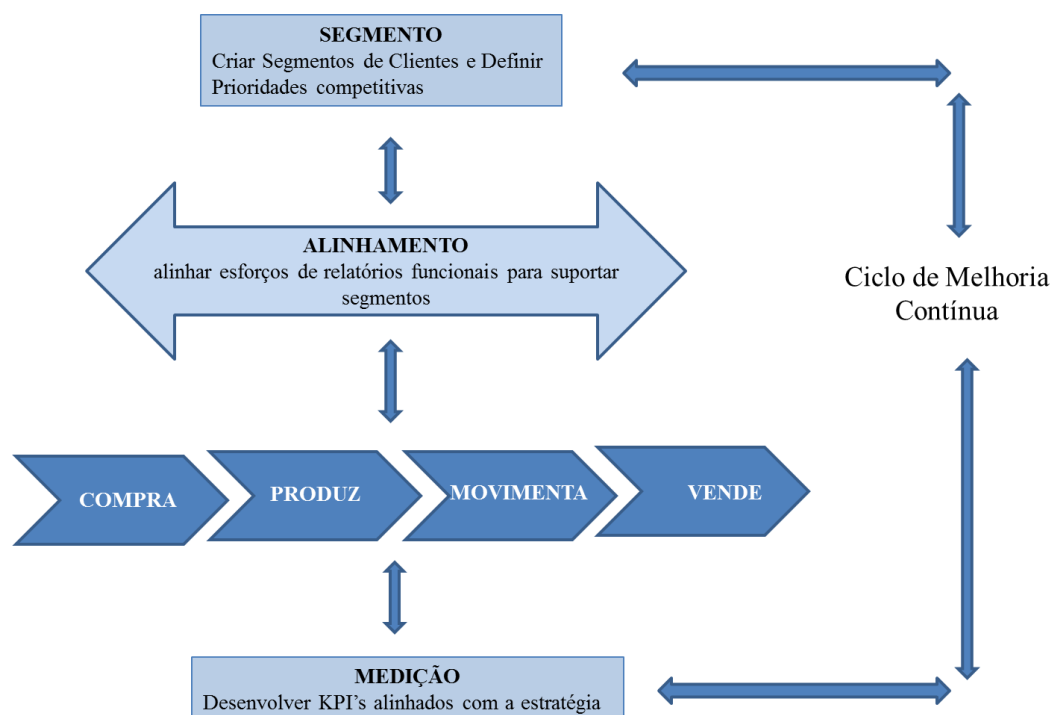 SEGMENTO
Criar Segmentos de Clientes e Definir
Prioridades competitivas
ALINHAMENTO
alinhar esforços de relatórios funcionais para suportar
segmentos
Ciclo de Melhoria
Contínua
COMPRA
PRODUZ
MOVIMENTA
VENDE
MEDIÇÃO
Desenvolver KPI’s alinhados com a estratégia